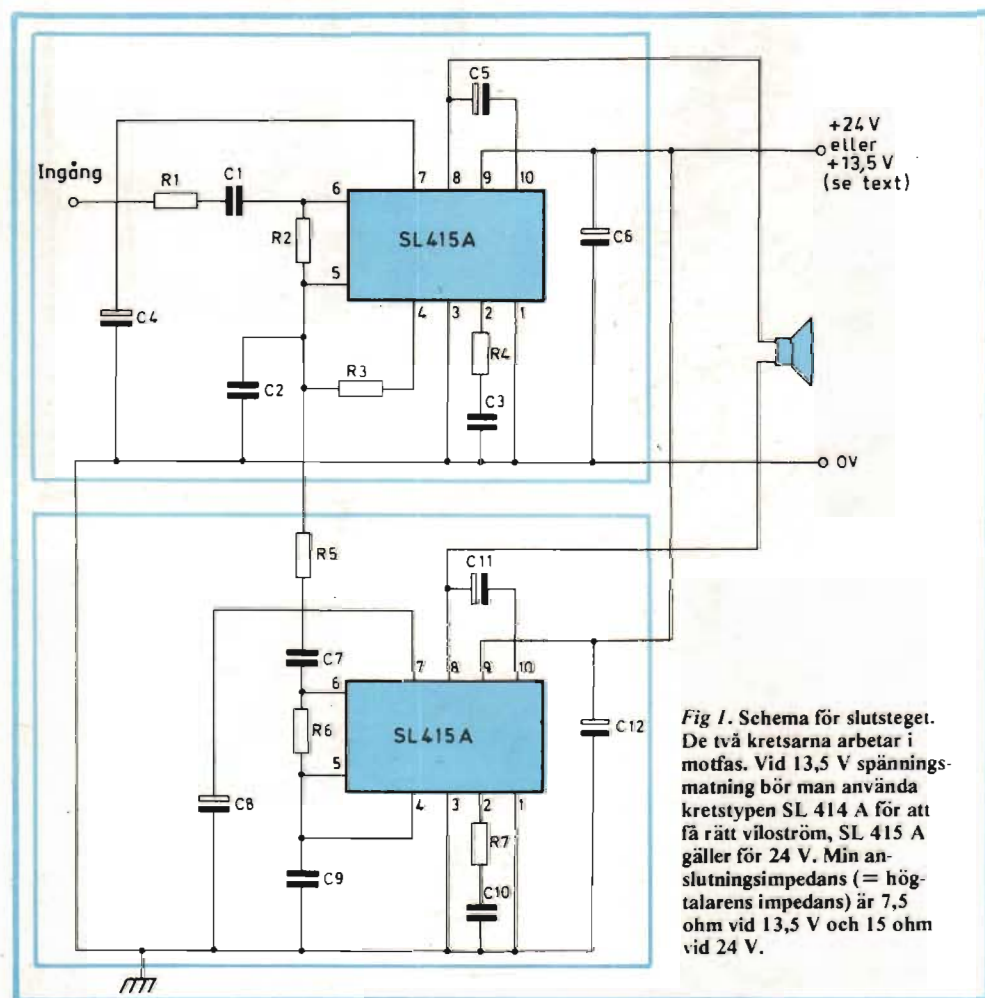 C5
+24 V
eller
+13,5 V
(se text)
Ingång
R1
C1
7
8
9
10
6
R2
SL415A
C6
5
C4
4
3
2
1
R4
C2
R3
C3
0V
R5
C11
C7
7
8
9
10
6
R6
SL415A
C12
5
C8
4
3
2
1
R7
C9
C10
Fig 1. Schema för slutsteget.
De två kretsarna arbetar i
motfas. Vid 13,5 V spännings-
matning bör man använda
kretstypen SL 414 A för att
få rätt viloström, SL 415 A
gäller för 24 V. Min an-
slutningsimpedans (= hög-
talarens impedans) är 7,5
ohm vid 13,5 V och 15 ohm
vid 24 V.